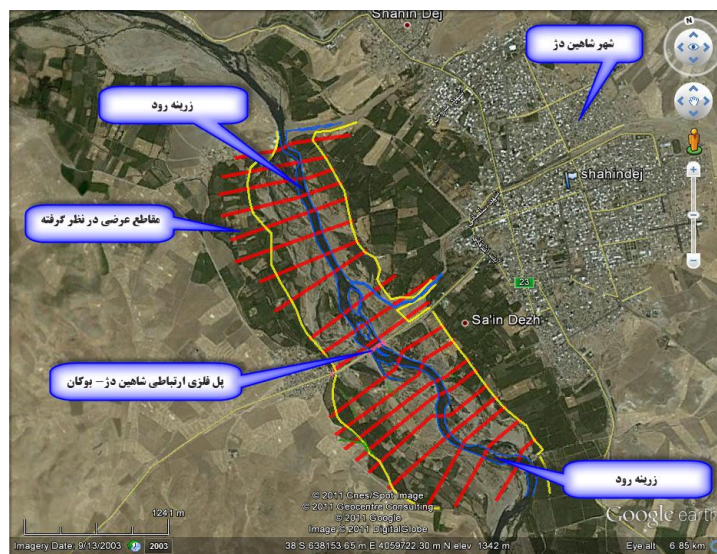 Shahin Dej
شهر شاهین دژ
N
زرینه رود
shahindej
مقاطع عرضی در نظر گرفته
23
Sa'in Dezh
پل فلزی ارتباطی شاهین دژ - بوکان
زرینه رود
© 2011 Cnes/Spot Image
© 2011 Geocentre Consulting
© 2011 Google
Image © 2011 DigitalGlobe
1241 m
Google earth
Imagery Date: 9/13/2003
2003
38 S 638153.65 m E 4059722.30 m N elev 1342 m
Eye alt 6.85 km